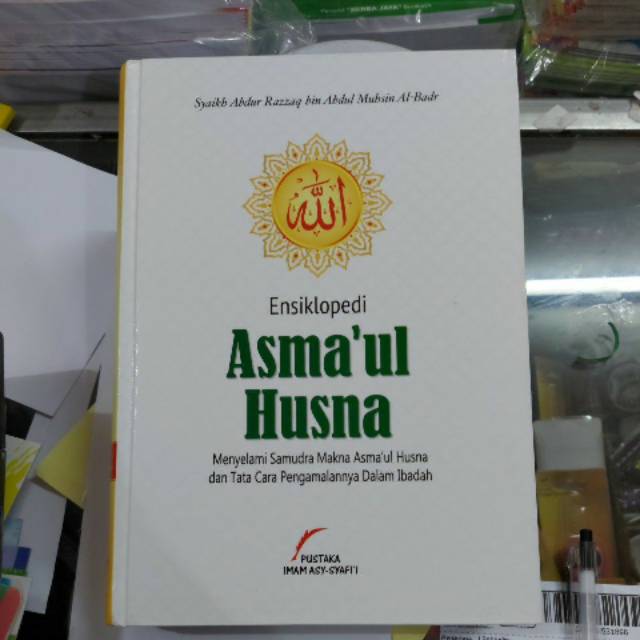 Syaikh Abdur Razzaq bin Abdul Muhsin Al-Badr
الله
Ensiklopedi
Asma'ul
Husna
Menyelami Samudra Makna Asma'ul Husna
dan Tata Cara Pengamalannya Dalam Ibadah
PUSTAKA
IMAM ASY-SYAFI'I